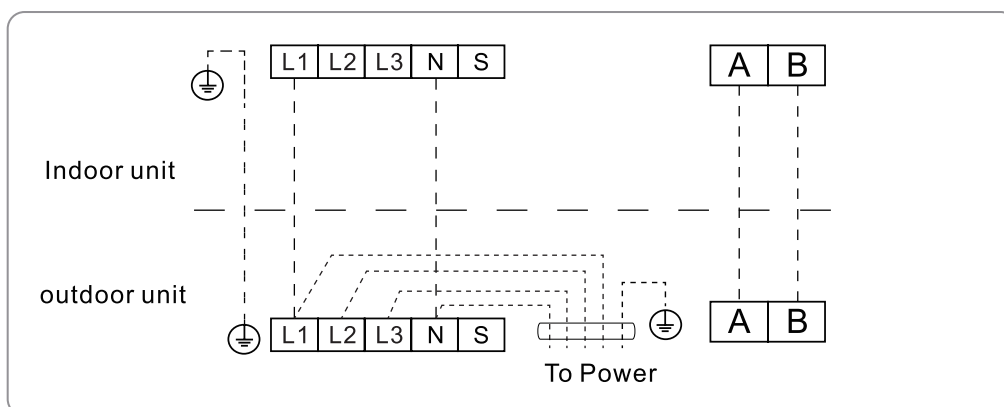 L1 L2 L3 N S A B
Indoor unit
outdoor unit
L1 L2 L3 N S A B
To Power